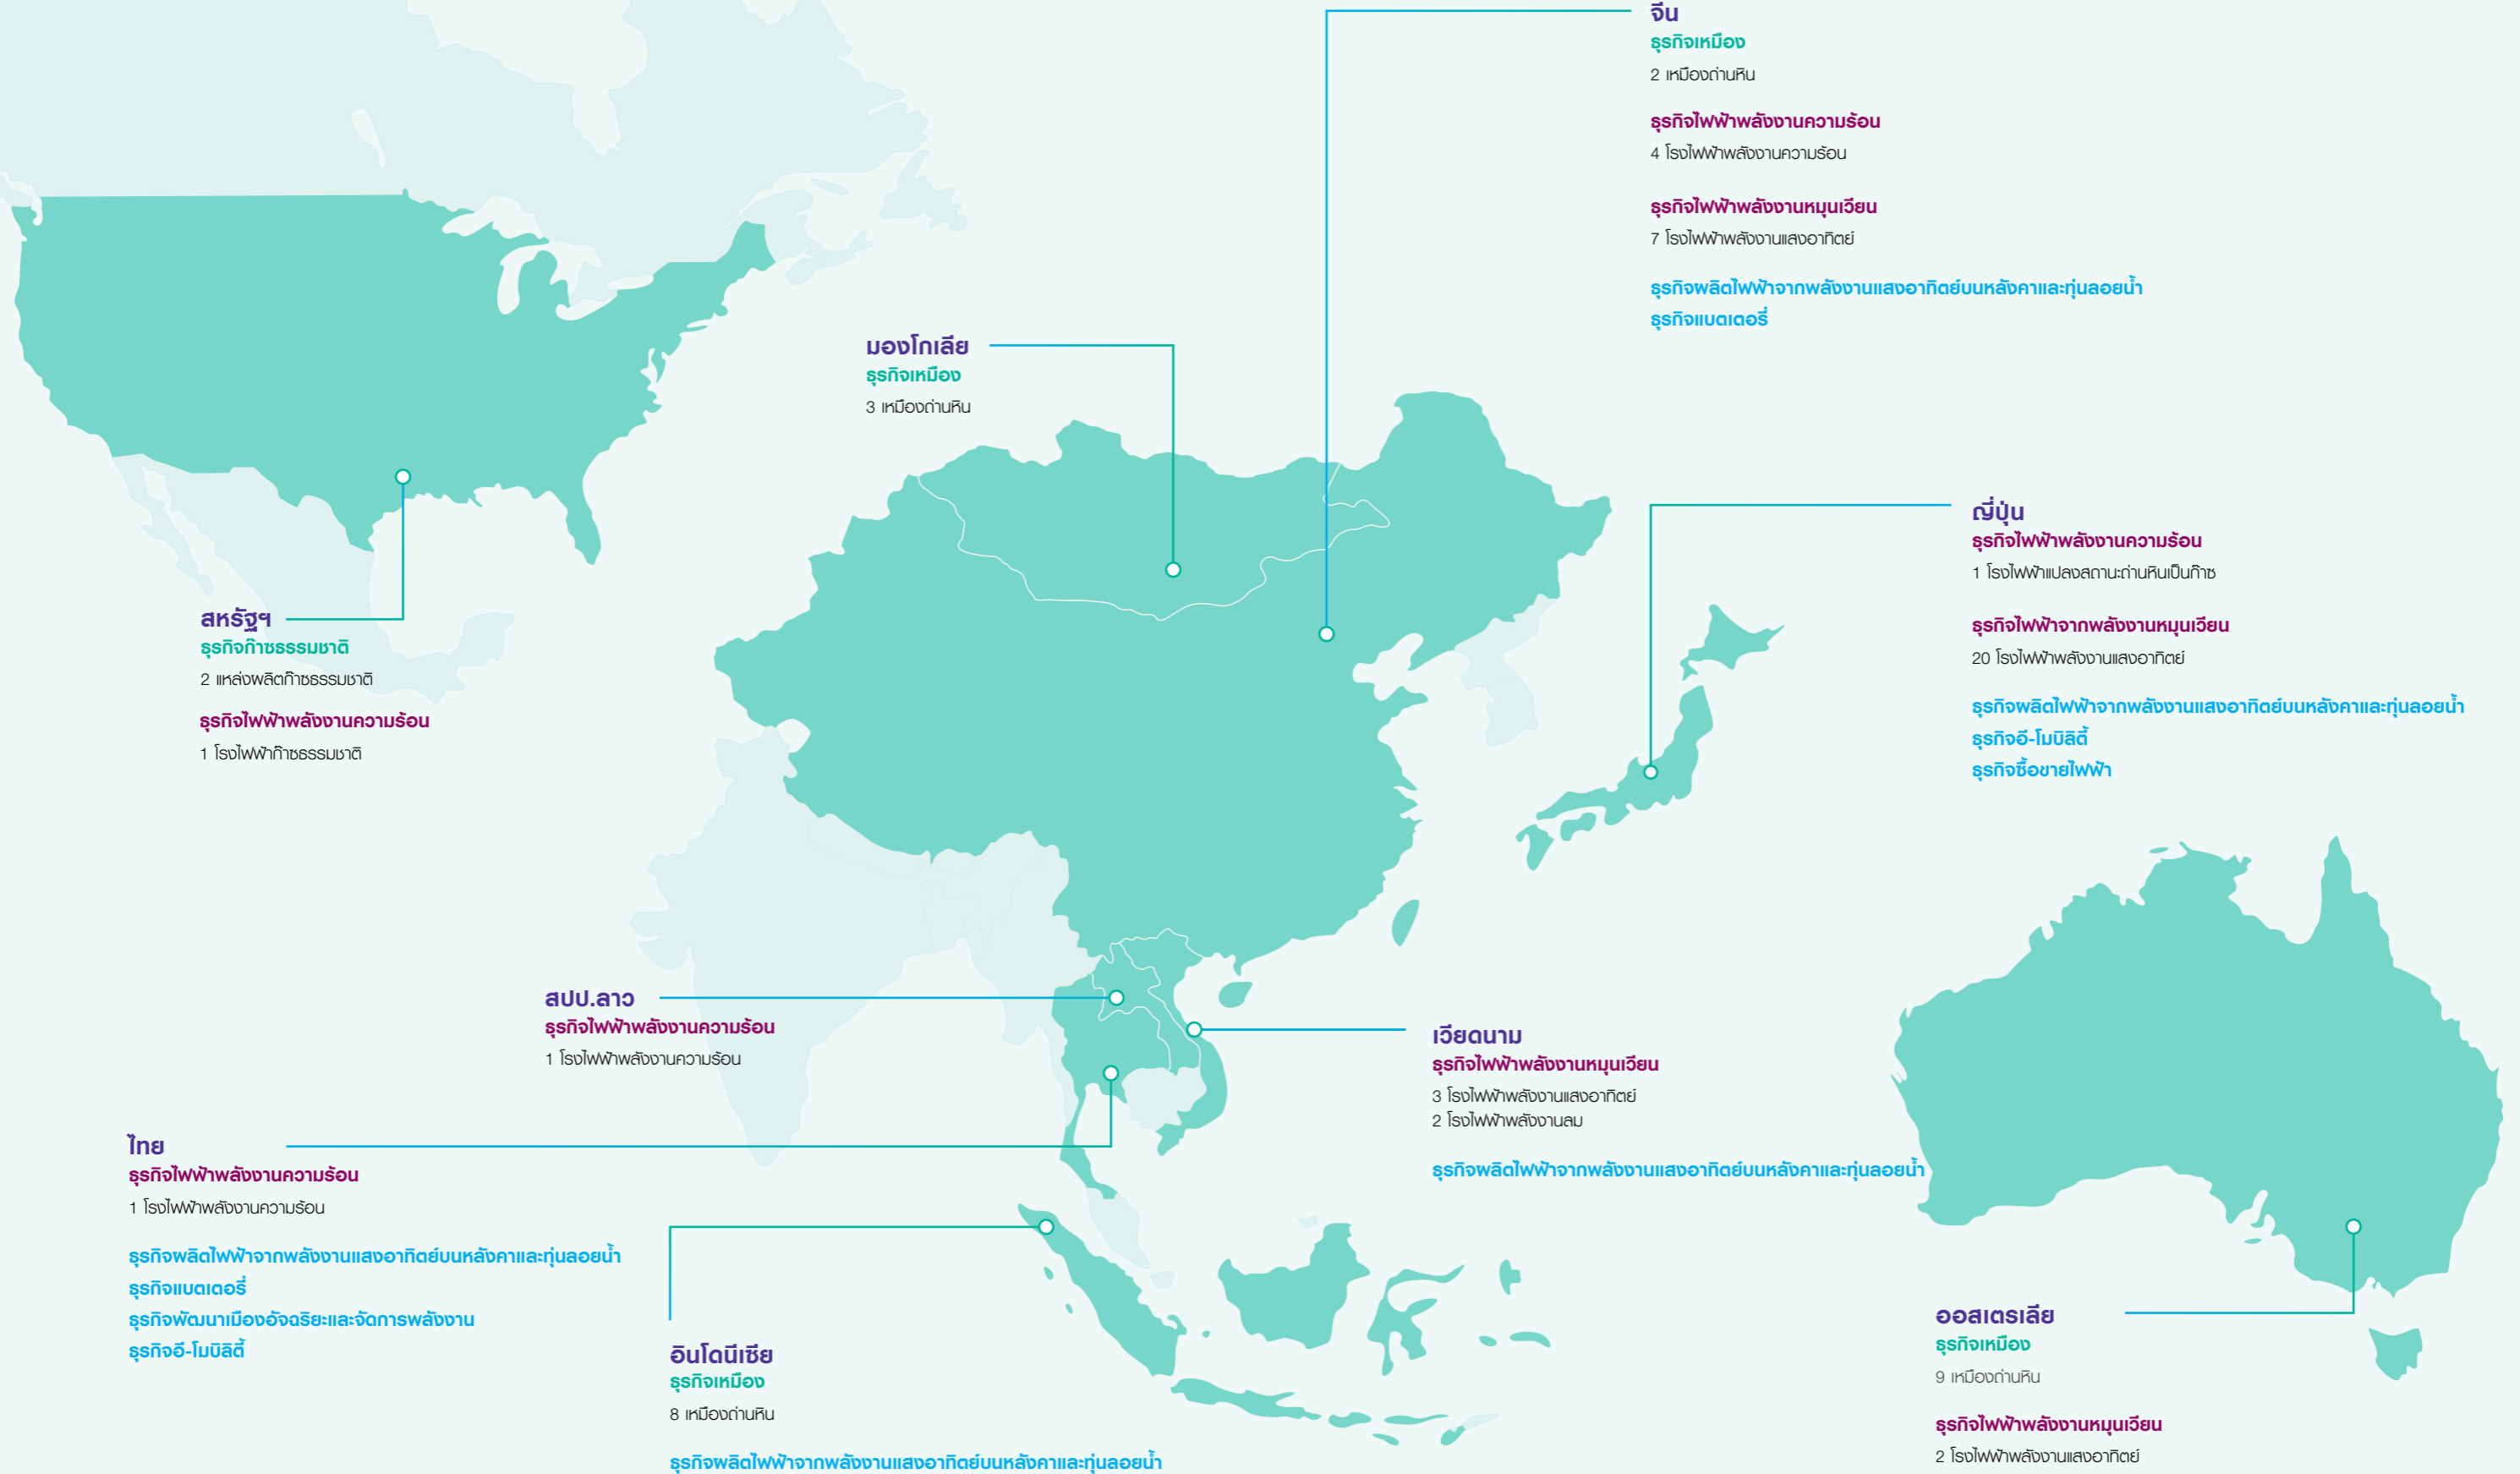 จีน
ธุรกิจเหมือง
2 เหมืองถ่านหิน
ธุรกิจไฟฟ้าพลังงานความร้อน
4 โรงไฟฟ้าพลังงานความร้อน
ธุรกิจไฟฟ้าพลังงานหมุนเวียน
7 โรงไฟฟ้าพลังงานแสงอาทิตย์
ธุรกิจผลิตไฟฟ้าจากพลังงานแสงอาทิตย์บนหลังคาและทุ่นลอยน้ำ
ธุรกิจแบตเตอรี่
มองโกเลีย
ธุรกิจเหมือง
3 เหมืองถ่านหิน
ญี่ปุ่น
ธุรกิจไฟฟ้าพลังงานความร้อน
1 โรงไฟฟ้าแปลงสถานะถ่านหินเป็นก๊าซ
ธุรกิจไฟฟ้าจากพลังงานหมุนเวียน
20 โรงไฟฟ้าพลังงานแสงอาทิตย์
ธุรกิจผลิตไฟฟ้าจากพลังงานแสงอาทิตย์บนหลังคาและทุ่นลอยน้ำ
ธุรกิจอี-โมบิลิตี้
ธุรกิจซื้อขายไฟฟ้า
สหรัฐฯ
ธุรกิจก๊าซธรรมชาติ
2 แหล่งผลิตก๊าซธรรมชาติ
ธุรกิจไฟฟ้าพลังงานความร้อน
1 โรงไฟฟ้าก๊าซธรรมชาติ
สปป.ลาว
ธุรกิจไฟฟ้าพลังงานความร้อน
1 โรงไฟฟ้าพลังงานความร้อน
เวียดนาม
ธุรกิจไฟฟ้าพลังงานหมุนเวียน
3 โรงไฟฟ้าพลังงานแสงอาทิตย์
2 โรงไฟฟ้าพลังงานลม
ธุรกิจผลิตไฟฟ้าจากพลังงานแสงอาทิตย์บนหลังคาและทุ่นลอยน้ำ
ไทย
ธุรกิจไฟฟ้าพลังงานความร้อน
1 โรงไฟฟ้าพลังงานความร้อน
ธุรกิจผลิตไฟฟ้าจากพลังงานแสงอาทิตย์บนหลังคาและทุ่นลอยน้ำ
ธุรกิจแบตเตอรี่
ธุรกิจพัฒนาเมืองอัจฉริยะและจัดการพลังงาน
ธุรกิจอี-โมบิลิตี้
อินโดนีเซีย
ธุรกิจเหมือง
8 เหมืองถ่านหิน
ธุรกิจผลิตไฟฟ้าจากพลังงานแสงอาทิตย์บนหลังคาและทุ่นลอยน้ำ
ออสเตรเลีย
ธุรกิจเหมือง
9 เหมืองถ่านหิน
ธุรกิจไฟฟ้าพลังงานหมุนเวียน
2 โรงไฟฟ้าพลังงานแสงอาทิตย์